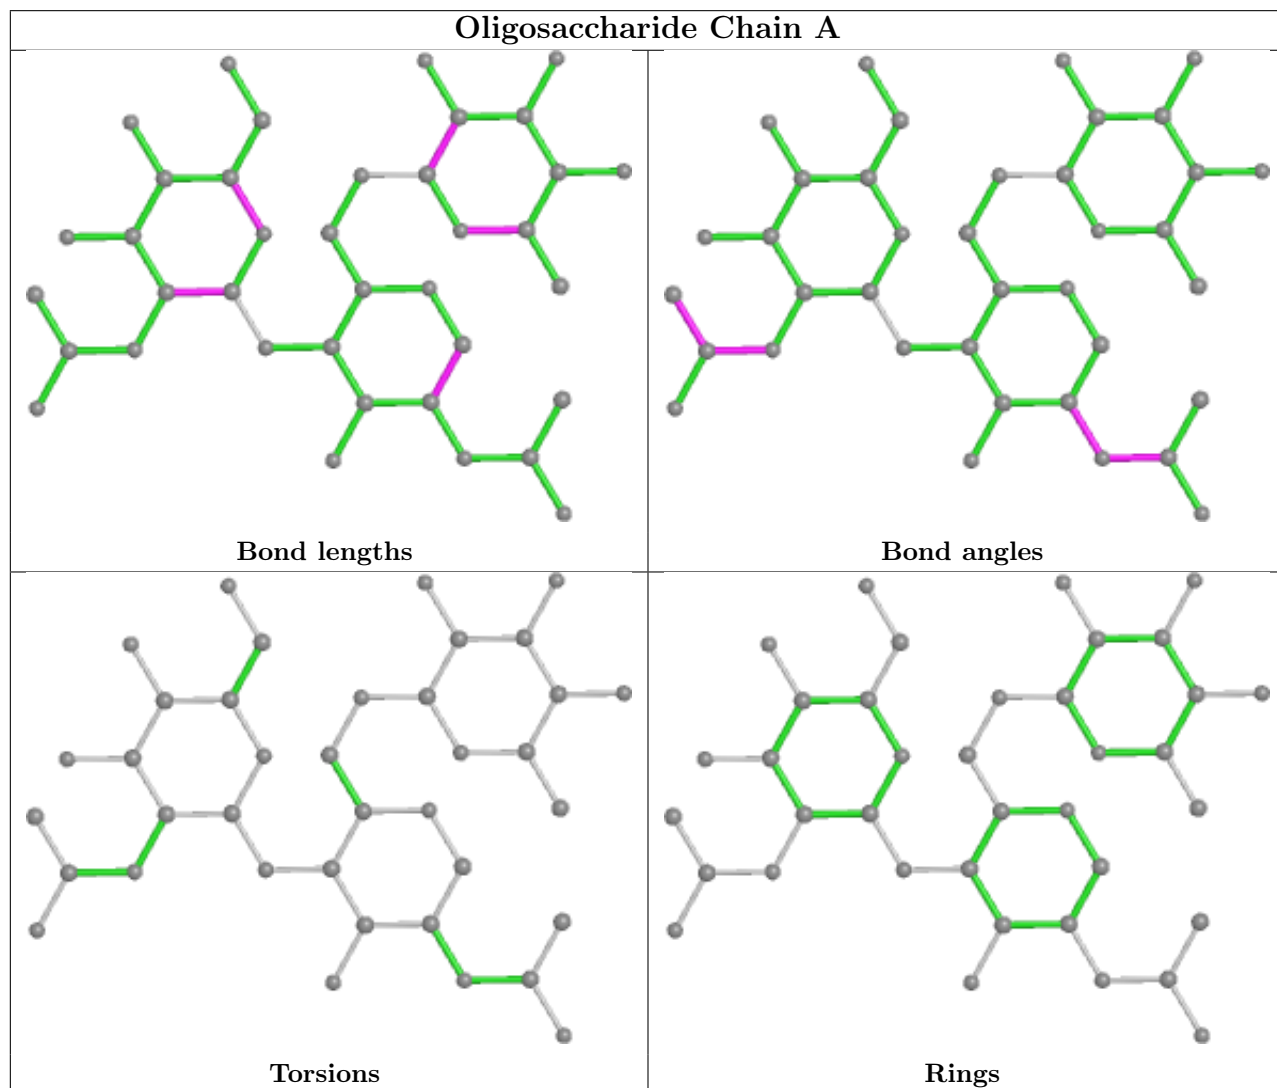 Oligosaccharide Chain A
Bond lengths
Bond angles
Torsions
Rings